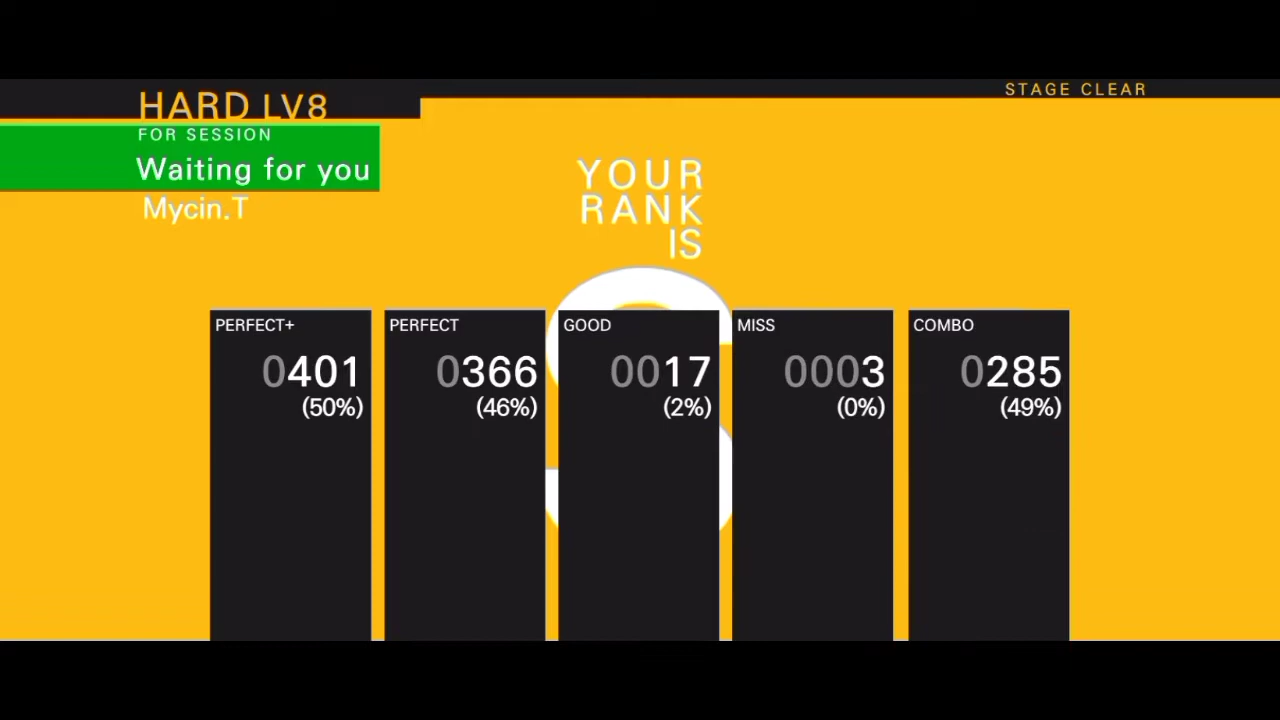 STAGE CLEAR
HARD LV8
FOR SESSION
Waiting for you
Mycin.T
YOUR
RANK
IS
S
PERFECT+
0401
(50%)
PERFECT
0366
(46%)
GOOD
0017
(2%)
MISS
0003
(0%)
COMBO
0285
(49%)